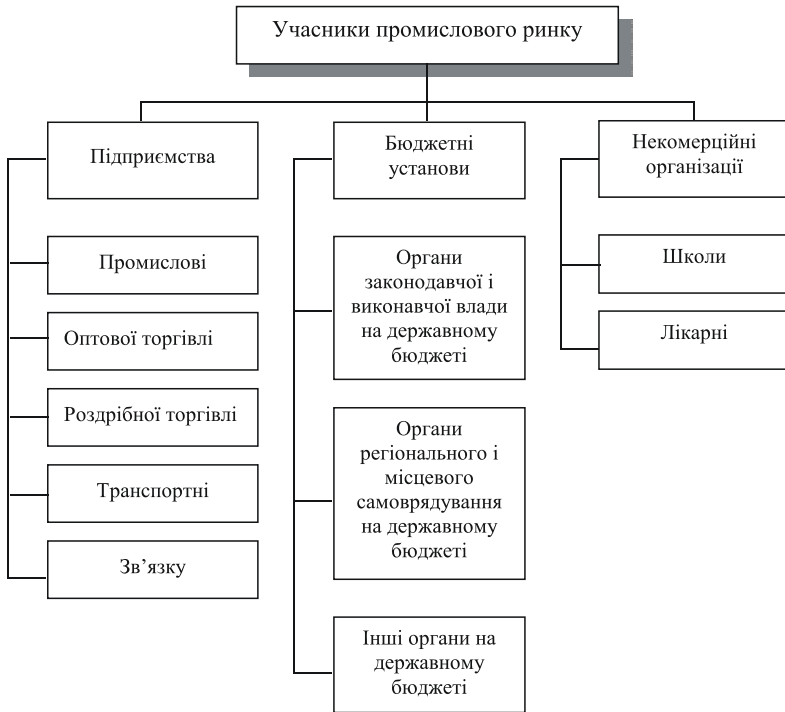 Учасники промислового ринку
Підприємства
Промислові
Оптової торгівлі
Роздрібної торгівлі
Транспортні
Зв’язку
Бюджетні
установи
Органи
законодавчої і
виконавчої влади
на державному
бюджеті
Органи
регіонального і
місцевого
самоврядування
на державному
бюджеті
Інші органи на
державному
бюджеті
Некомерційні
організації
Школи
Лікарні